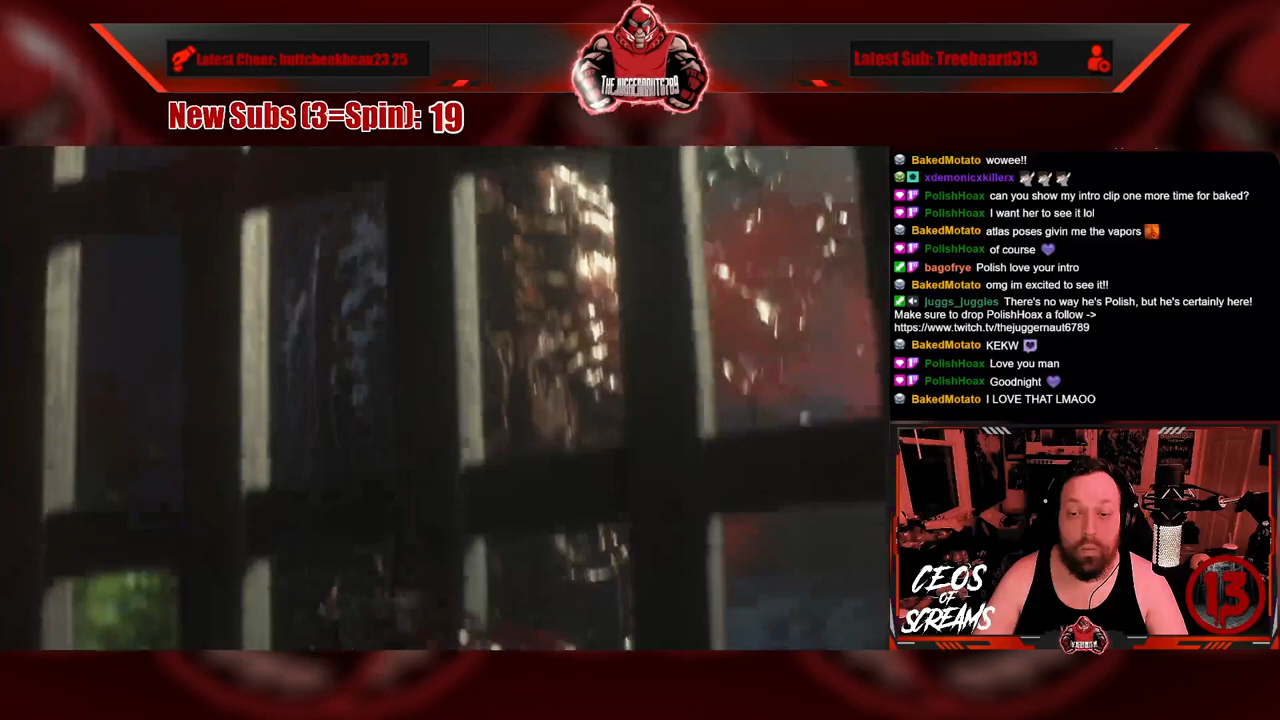 Latest Cheer: buttcheekbeau23 25
THEJUGGERNAUT6789
Latest Sub: Treebeard313
New Subs (3=Spin): 19
BakedMotato wowee!!
xdemonicxkillerx
PolishHoax can you show my intro clip one more time for baked?
PolishHoax I want her to see it lol
BakedMotato atlas poses givin me the vapors
PolishHoax of course
bagofrye Polish love your intro
BakedMotato omg im excited to see it!!
juggs_juggles There's no way he's Polish, but he's certainly here!
Make sure to drop PolishHoax a follow ->
https://www.twitch.tv/thejuggernaut6789
BakedMotato KEKW
PolishHoax Love you man
PolishHoax Goodnight
BakedMotato I LOVE THAT LMAOO
CEOS
OF
SCREAMS
13